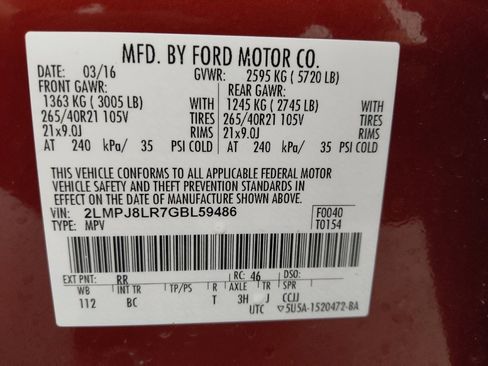 MFD. BY FORD MOTOR CO.
DATE: 03/16 GVWR: 2595 KG ( 5720 LB)
FRONT GAWR: REAR GAWR:
1363 KG ( 3005 LB) WITH 1245 KG ( 2745 LB) WITH
265/40R21 105V TIRES 265/40R21 105V TIRES
21x9.0J RIMS 21x9.0J RIMS
AT 240 kPa/ 35 PSI COLD AT 240 kPa/ 35 PSI COLD
THIS VEHICLE CONFORMS TO ALL APPLICABLE FEDERAL MOTOR
VEHICLE SAFETY AND THEFT PREVENTION STANDARDS IN
EFFECT ON THE DATE OF MANUFACTURE SHOWN ABOVE.
VIN: 2LMPJ8LR7GBL59486 F0040
TYPE: MPV T0154
EXT PNT: RR RC: 46 DSO:
WB INT TR TP/PS R AXLE TR SPR
112 BC T 3H J CCJJ
UTC 5U5A-1520472-BA